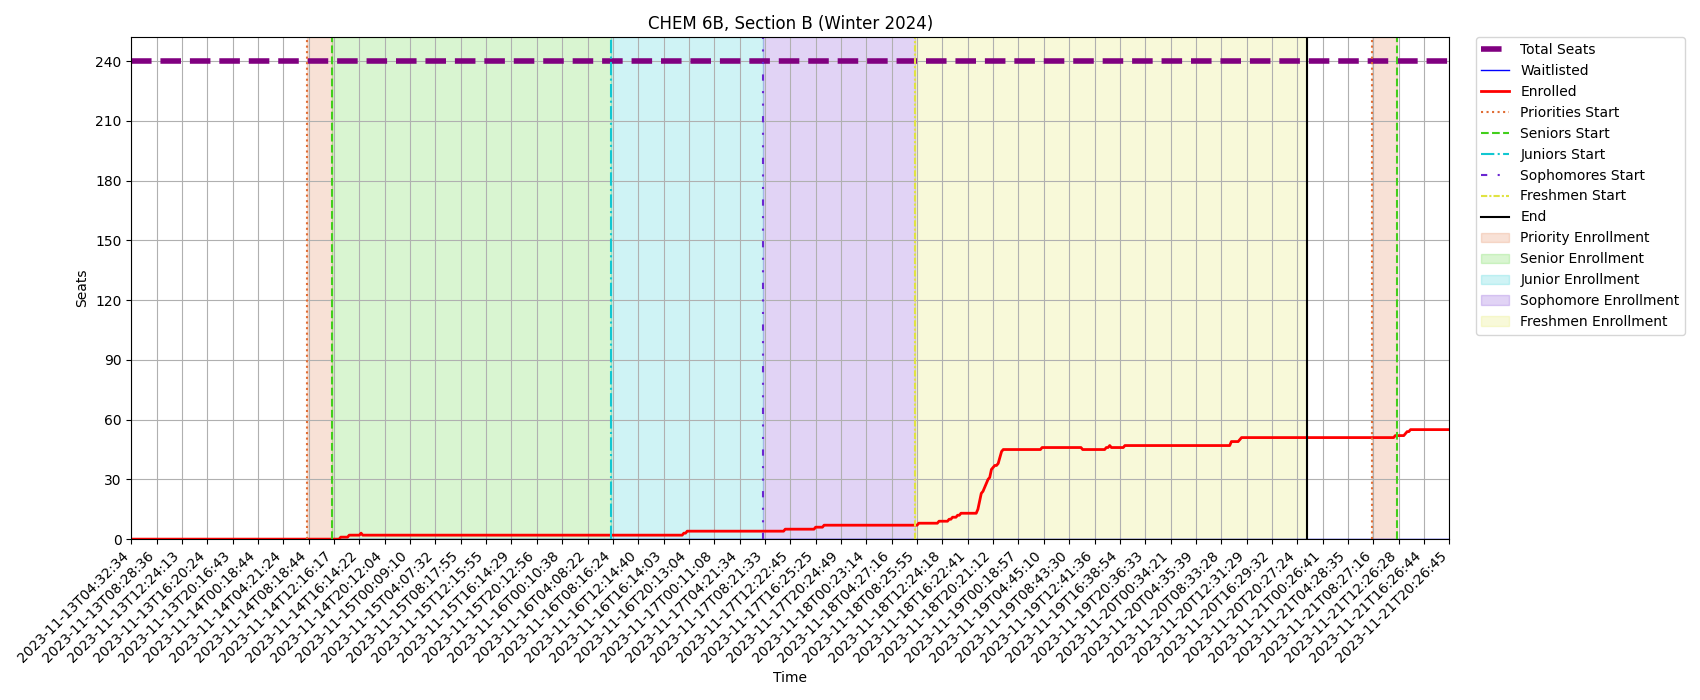 CHEM 6B, Section B (Winter 2024)
Seats
240
210
180
150
120
90
60
30
0
2023-11-13T04:32:34
2023-11-13T08:28:36
2023-11-13T12:24:13
2023-11-13T16:20:24
2023-11-13T20:16:43
2023-11-14T00:18:44
2023-11-14T04:21:24
2023-11-14T08:18:44
2023-11-14T12:16:17
2023-11-14T16:14:22
2023-11-14T20:12:04
2023-11-15T00:09:10
2023-11-15T04:07:32
2023-11-15T08:17:55
2023-11-15T12:15:55
2023-11-15T16:14:29
2023-11-15T20:12:56
2023-11-16T00:10:38
2023-11-16T04:08:22
2023-11-16T08:16:24
2023-11-16T12:14:40
2023-11-16T16:14:03
2023-11-16T20:13:04
2023-11-17T00:11:08
2023-11-17T04:21:34
2023-11-17T08:21:33
2023-11-17T12:22:45
2023-11-17T16:25:25
2023-11-17T20:24:49
2023-11-18T00:23:14
2023-11-18T04:27:16
2023-11-18T08:25:55
2023-11-18T12:24:18
2023-11-18T16:22:41
2023-11-18T20:21:12
2023-11-19T00:18:57
2023-11-19T04:45:10
2023-11-19T08:43:30
2023-11-19T12:41:36
2023-11-19T16:38:54
2023-11-19T20:36:33
2023-11-20T00:34:21
2023-11-20T04:35:39
2023-11-20T08:33:28
2023-11-20T12:31:29
2023-11-20T16:29:32
2023-11-20T20:27:24
2023-11-21T00:26:41
2023-11-21T04:28:35
2023-11-21T08:27:16
2023-11-21T12:26:28
2023-11-21T16:26:44
2023-11-21T20:26:45
Time
Total Seats
Waitlisted
Enrolled
Priorities Start
Seniors Start
Juniors Start
Sophomores Start
Freshmen Start
End
Priority Enrollment
Senior Enrollment
Junior Enrollment
Sophomore Enrollment
Freshmen Enrollment